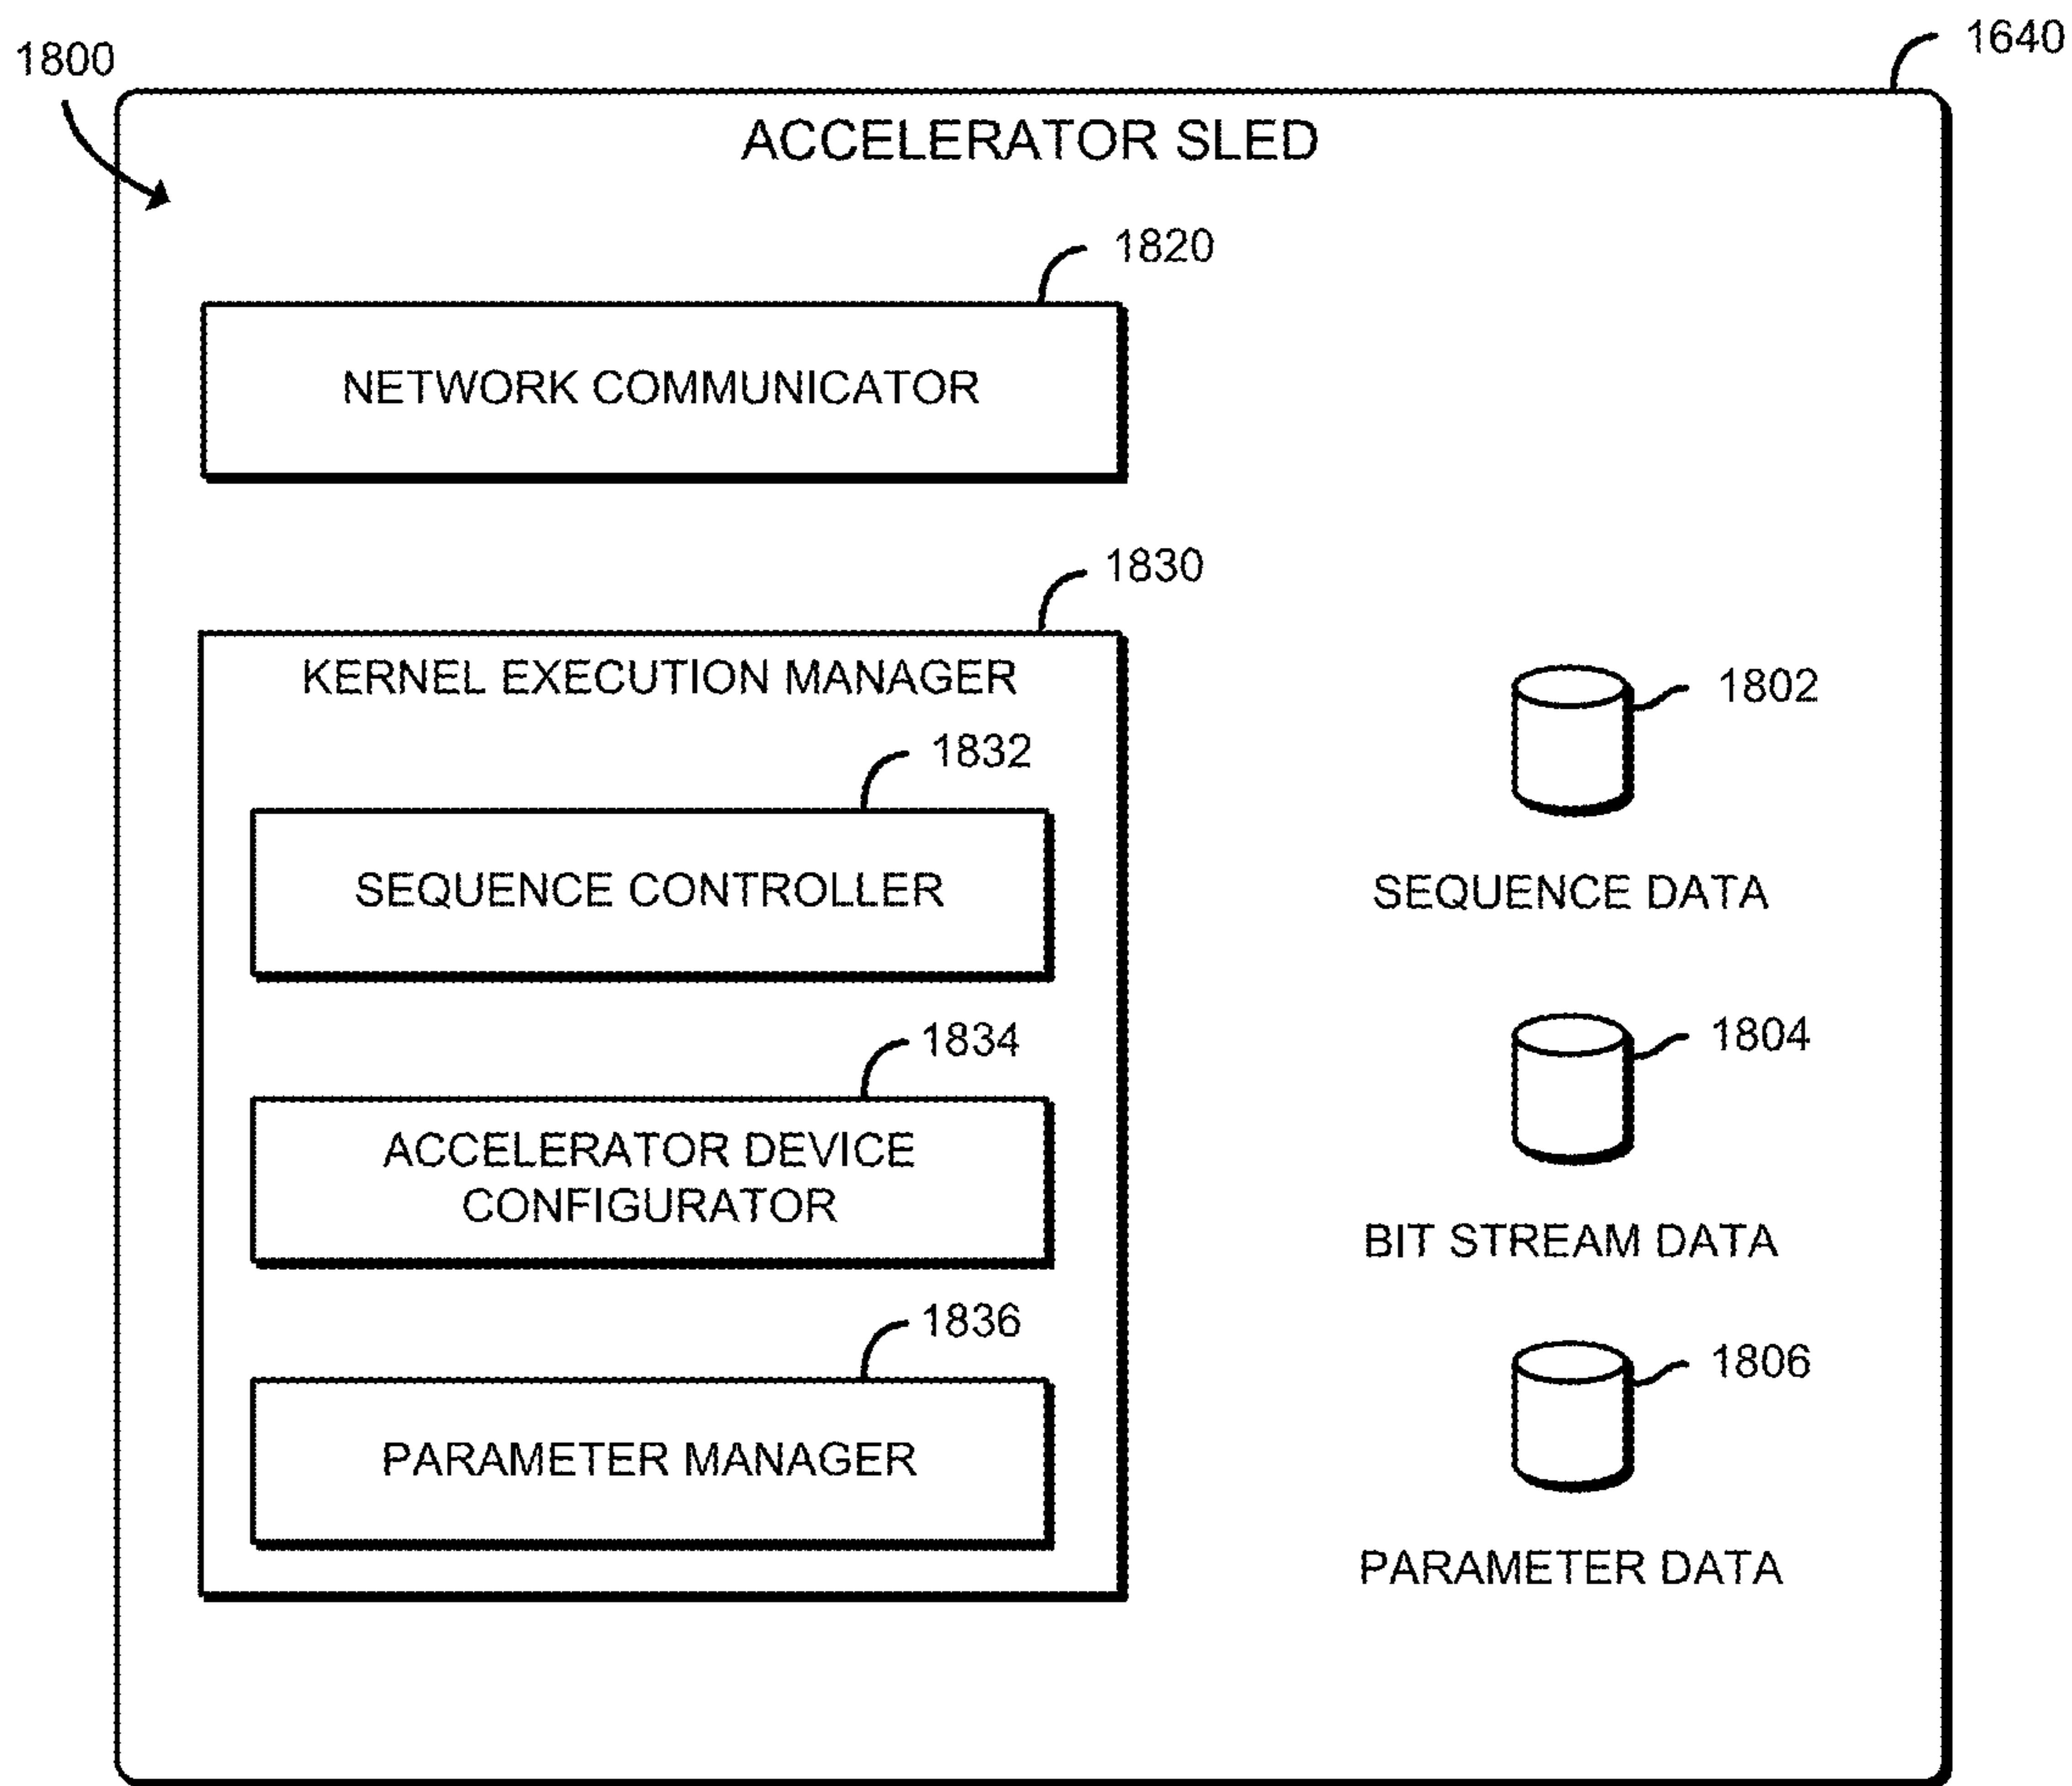 1800
1640
ACCELERATOR SLED
1820
NETWORK COMMUNICATOR
1830
KERNEL EXECUTION MANAGER
1832
SEQUENCE CONTROLLER
1834
ACCELERATOR DEVICE
CONFIGURATOR
1836
PARAMETER MANAGER
1802
SEQUENCE DATA
1804
BIT STREAM DATA
1806
PARAMETER DATA